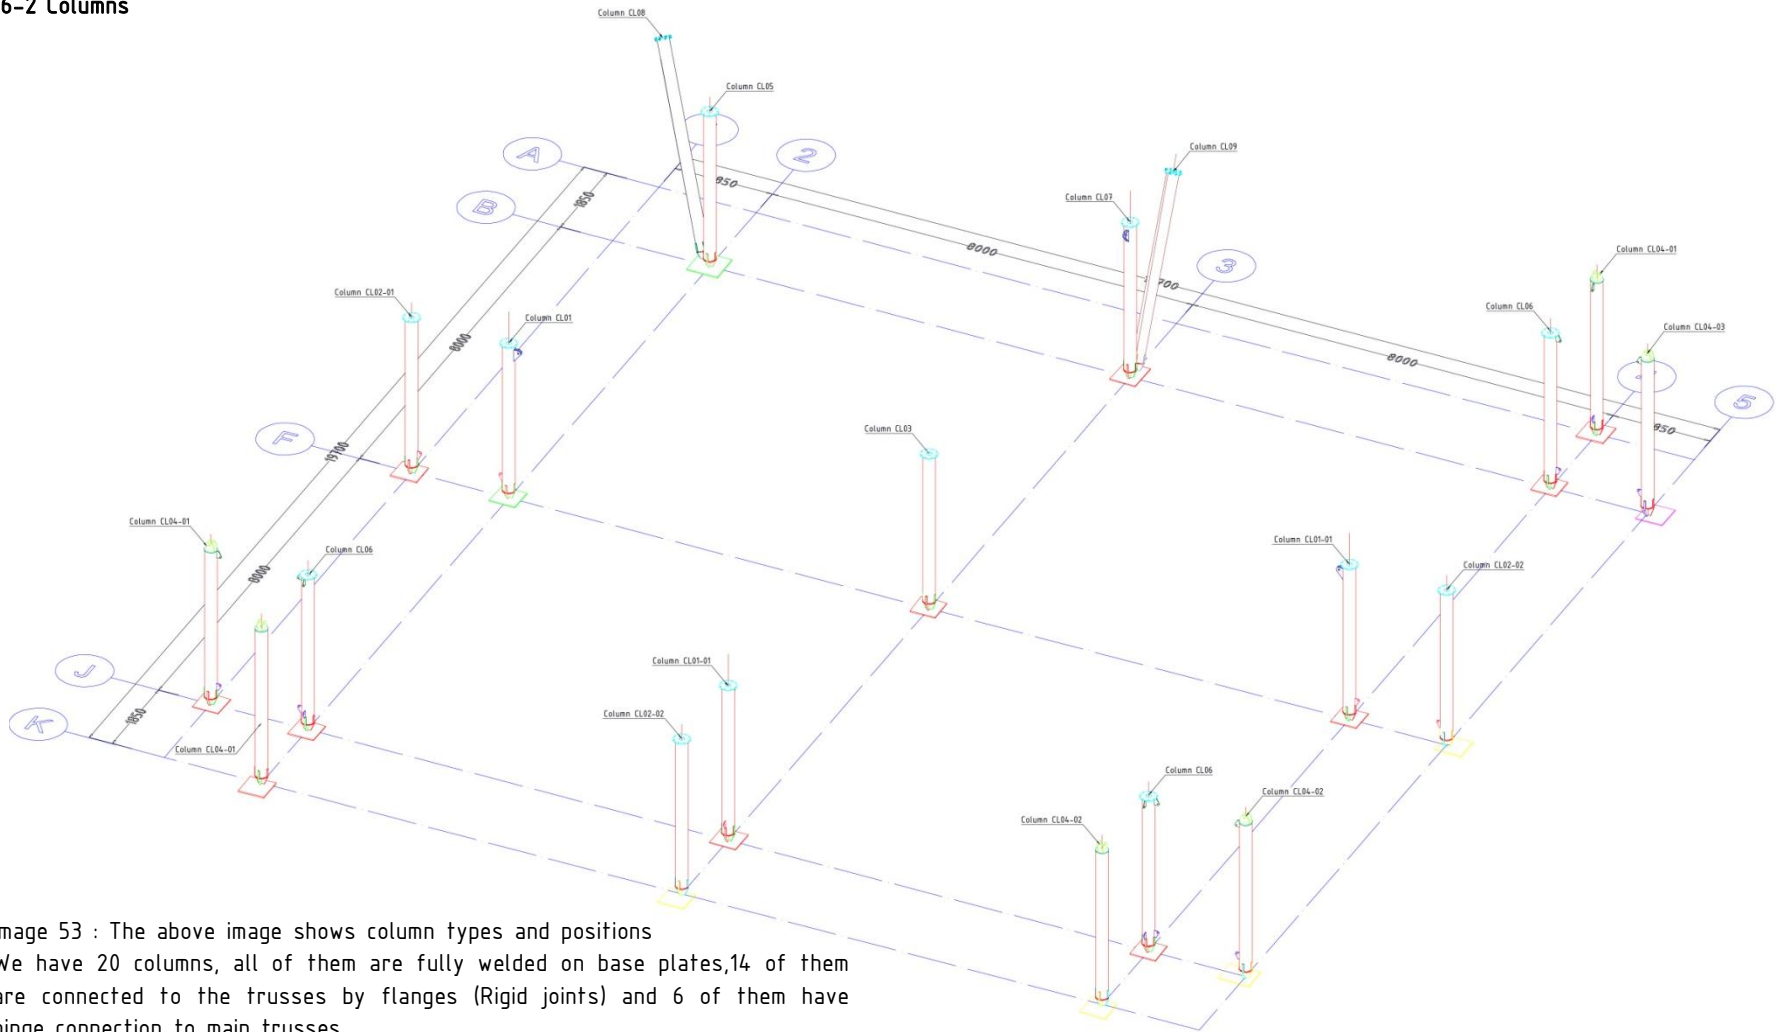 6-2 Columns
Column CL08
Column CL05
A
2
850
Column CL09
B
1850
Column CL07
8000
3
Column CL04-01
Column CL02-01
Column CL01
Column CL06
Column CL04-03
8000
8000
5
850
F
19700
Column CL03
Column CL04-01
Column CL06
8000
Column CL01-01
Column CL02-02
J
Column CL01-01
K
1850
Column CL02-02
Column CL04-01
Column CL06
Column CL04-02
Column CL04-02
mage 53 : The above image shows column types and positions
We have 20 columns, all of them are fully welded on base plates,14 of them
are connected to the trusses by flanges (Rigid joints) and 6 of them have
hinge connection to main trusses